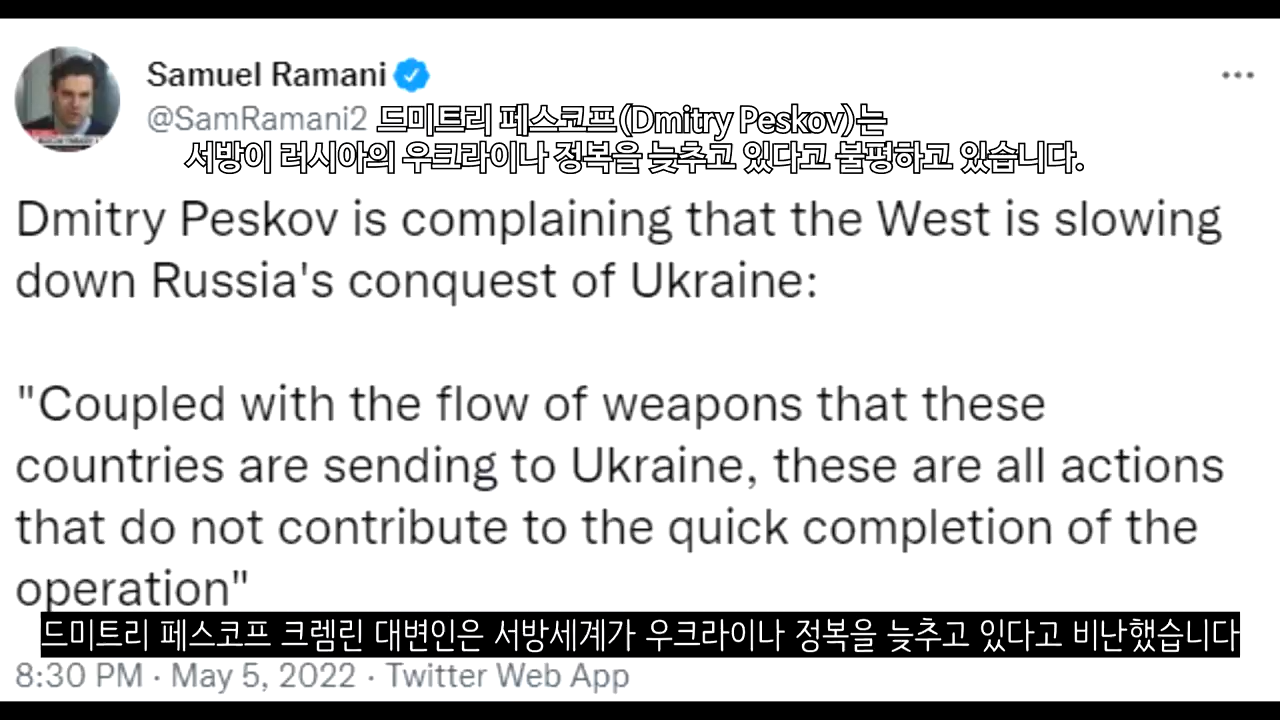 Samuel Ramani
@SamRamani2
드미트리 페스코프(Dmitry Peskov)는
서방이 러시아의 우크라이나 정복을 늦추고 있다고 불평하고 있습니다.
Dmitry Peskov is complaining that the West is slowing
down Russia's conquest of Ukraine:
"Coupled with the flow of weapons that these
countries are sending to Ukraine, these are all actions
that do not contribute to the quick completion of the
operation"
드미트리 페스코프 크렘린 대변인은 서방세계가 우크라이나 정복을 늦추고 있다고 비난했습니다
8:30 PM · May 5, 2022 · Twitter Web App